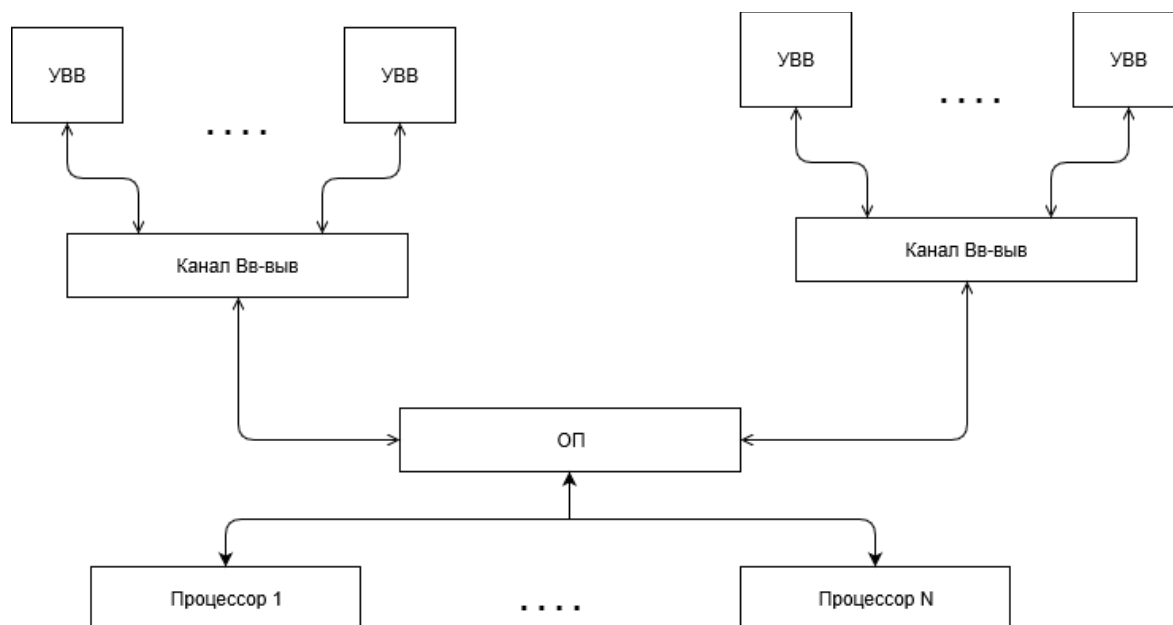 УВВ
УВВ
. . . .
УВВ
УВВ
. . . .
Канал Вв-выв
Канал Вв-выв
ОП
Процессор 1
. . . .
Процессор N